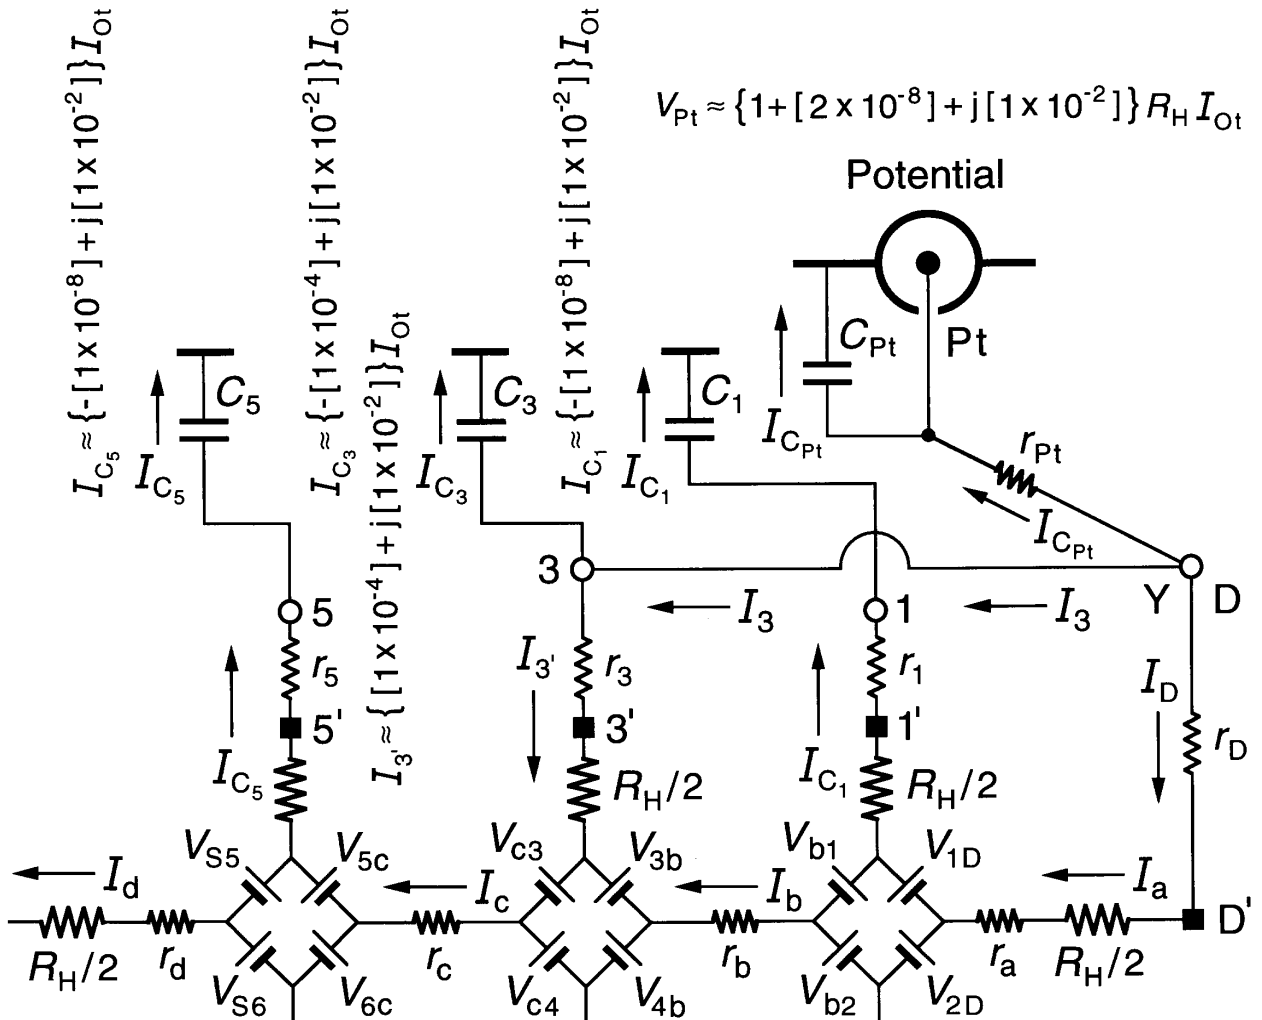 I_C5 ≈ {-[1 x 10^-8] + j[1 x 10^-2]}I_Ot
I_C3 ≈ {-[1 x 10^-4] + j[1 x 10^-2]}I_Ot
I_3' ≈ {[1 x 10^-4] + j[1 x 10^-2]}I_Ot
I_C1 ≈ {-[1 x 10^-8] + j[1 x 10^-2]}I_Ot
V_Pt ≈ {1+[2 x 10^-8]+j[1 x 10^-2]}R_H I_Ot
Potential
C_Pt
Pt
I_CPt
r_Pt
I_CPt
C_5
I_C5
C_3
I_C3
C_1
I_C1
3
Y
D
5
I_3
1
I_3
r_5
I_3'
r_3
r_1
I_D
5'
3'
1'
r_D
I_C5
R_H/2
I_C1
R_H/2
V_S5
V_5c
V_c3
V_3b
V_b1
V_1D
I_d
I_c
I_b
I_a
D'
R_H/2
r_d
r_c
r_b
r_a
R_H/2
V_S6
V_6c
V_c4
V_4b
V_b2
V_2D